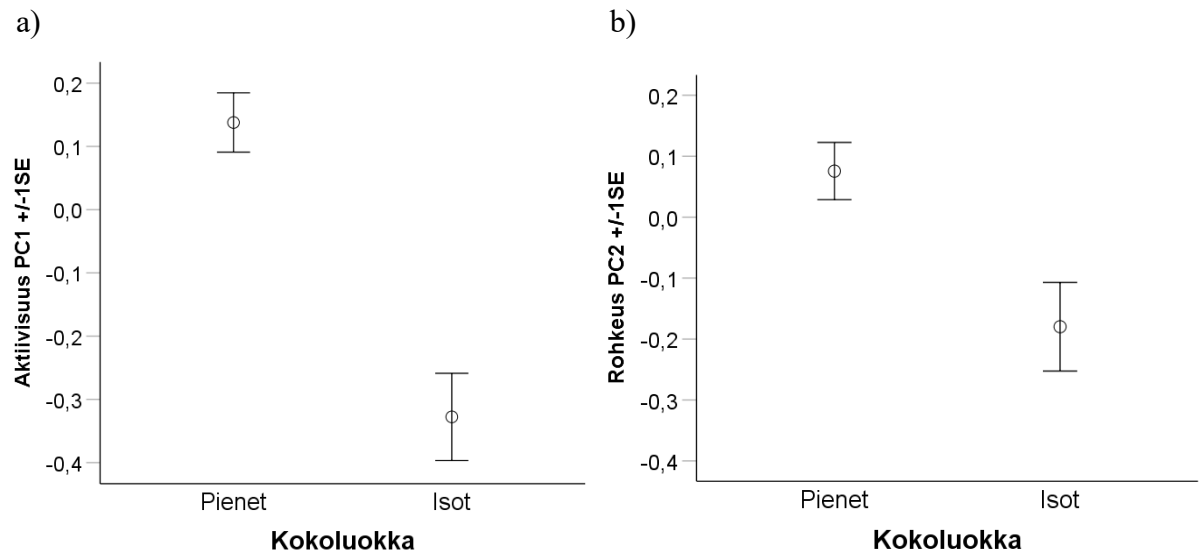 a)
Aktiivisuus PC1 +/-1SE
0,2
0,1
0,0
-0,1
-0,2
-0,3
-0,4
Pienet Isot
Kokoluokka
b)
Rohkeus PC2 +/-1SE
0,2
0,1
0,0
-0,1
-0,2
-0,3
-0,4
Pienet Isot
Kokoluokka